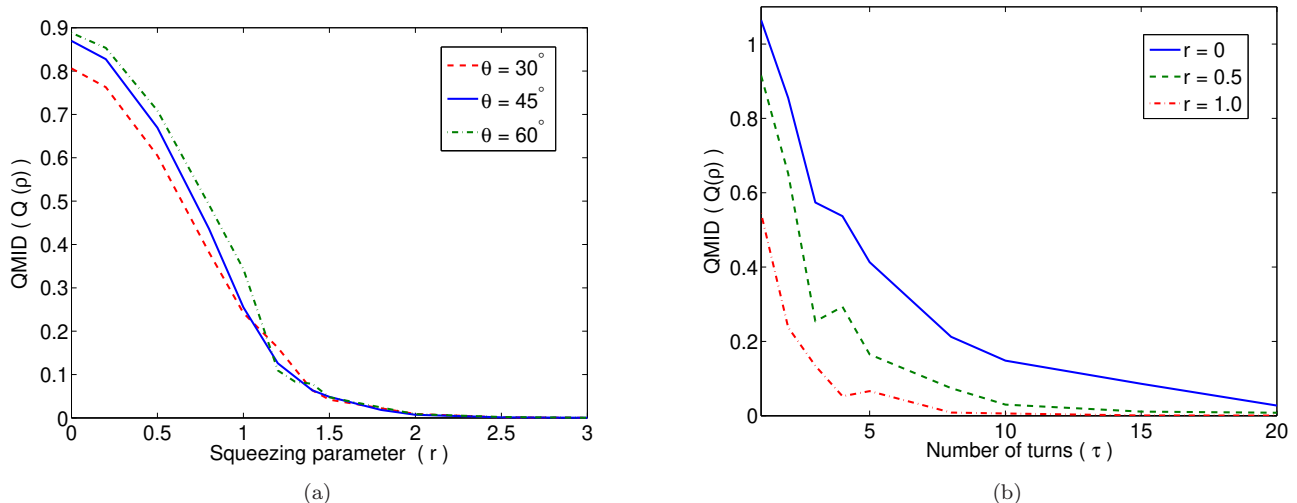 0.9
0.8
0.7
0.6
0.5
0.4
0.3
0.2
0.1
0
QMID ( Q (ρ) )
θ = 30°
θ = 45°
θ = 60°
0 0.5 1 1.5 2 2.5 3
Squeezing parameter ( r )
(a)
1
0.8
0.6
0.4
0.2
0
QMID ( Q(ρ) )
r = 0
r = 0.5
r = 1.0
5 10 15 20
Number of turns ( τ )
(b)